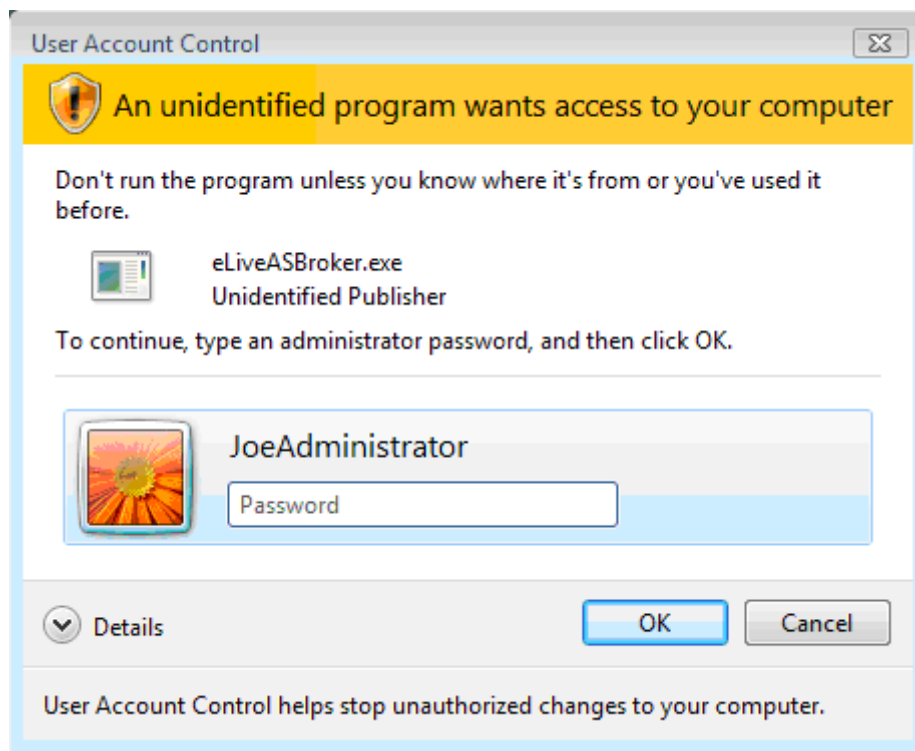 User Account Control
An unidentified program wants access to your computer
Don't run the program unless you know where it's from or you've used it
before.
eLiveASBroker.exe
Unidentified Publisher
To continue, type an administrator password, and then click OK.
JoeAdministrator
Password
Details
OK
Cancel
User Account Control helps stop unauthorized changes to your computer.